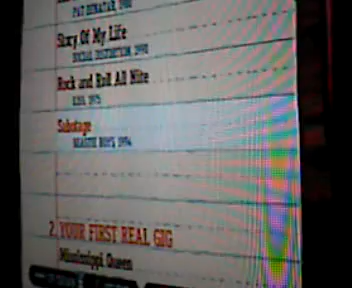 PAT BENATAR, 1980
Story Of My Life
SOCIAL DISTORTION, 1990
Rock and Roll All Nite
KISS, 1975
Sabotage
BEASTIE BOYS, 1994
2. YOUR FIRST REAL GIG
Mississippi Queen